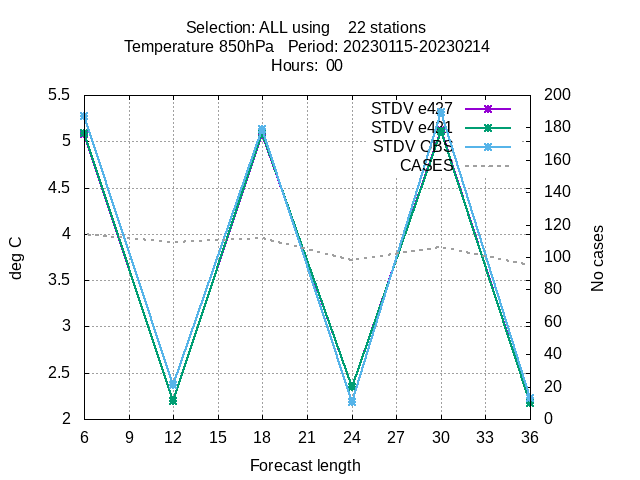 Selection: ALL using 22 stations
Temperature 850hPa Period: 20230115-20230214
Hours: 00
5.5
5
4.5
4
3.5
3
2.5
2
200
180
160
140
120
100
80
60
40
20
0
STDV e427
STDV
STDV OBS
CASES
deg C
No cases
6 9 12 15 18 21 24 27 30 33 36
Forecast length